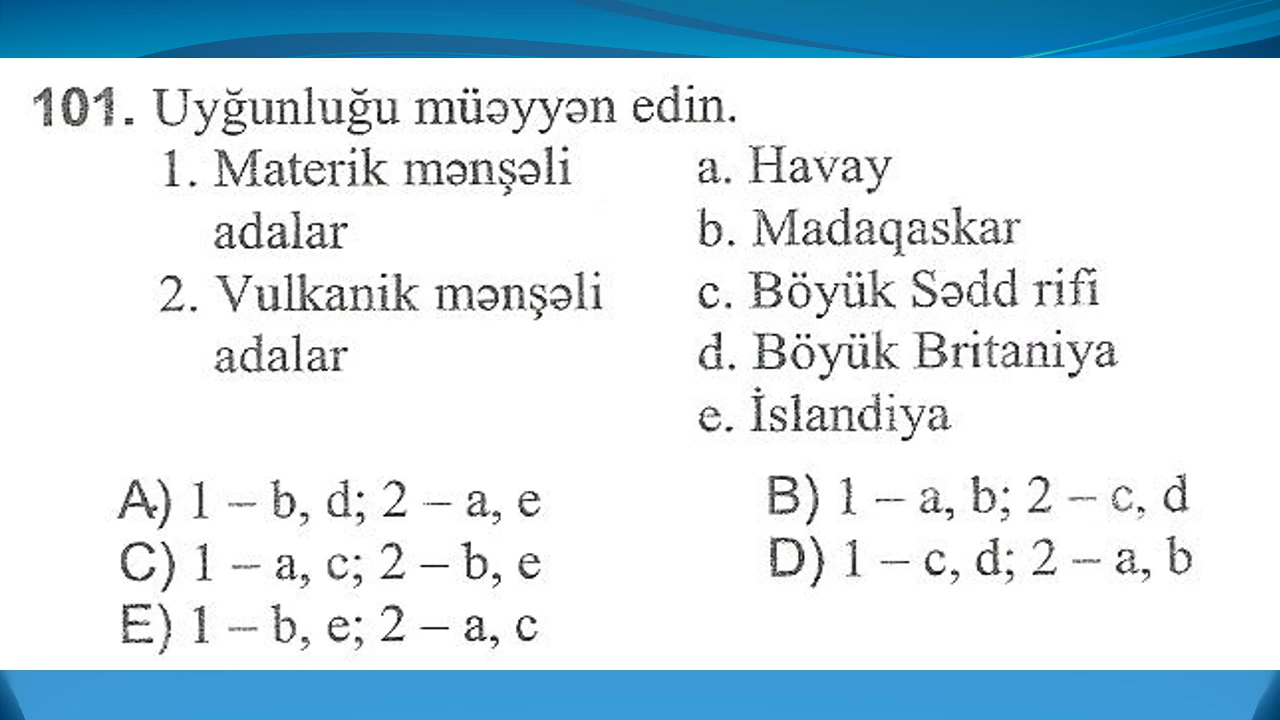 101. Uyğunluğu müəyyən edin.
1. Materik mənşəli a. Havay
adalar b. Madaqaskar
2. Vulkanik mənşəli c. Böyük Sədd rifi
adalar d. Böyük Britaniya
e. İslandiya
A) 1 – b, d; 2 – a, e B) 1 – a, b; 2 – c, d
C) 1 – a, c; 2 – b, e D) 1 – c, d; 2 – a, b
E) 1 – b, e; 2 – a, c